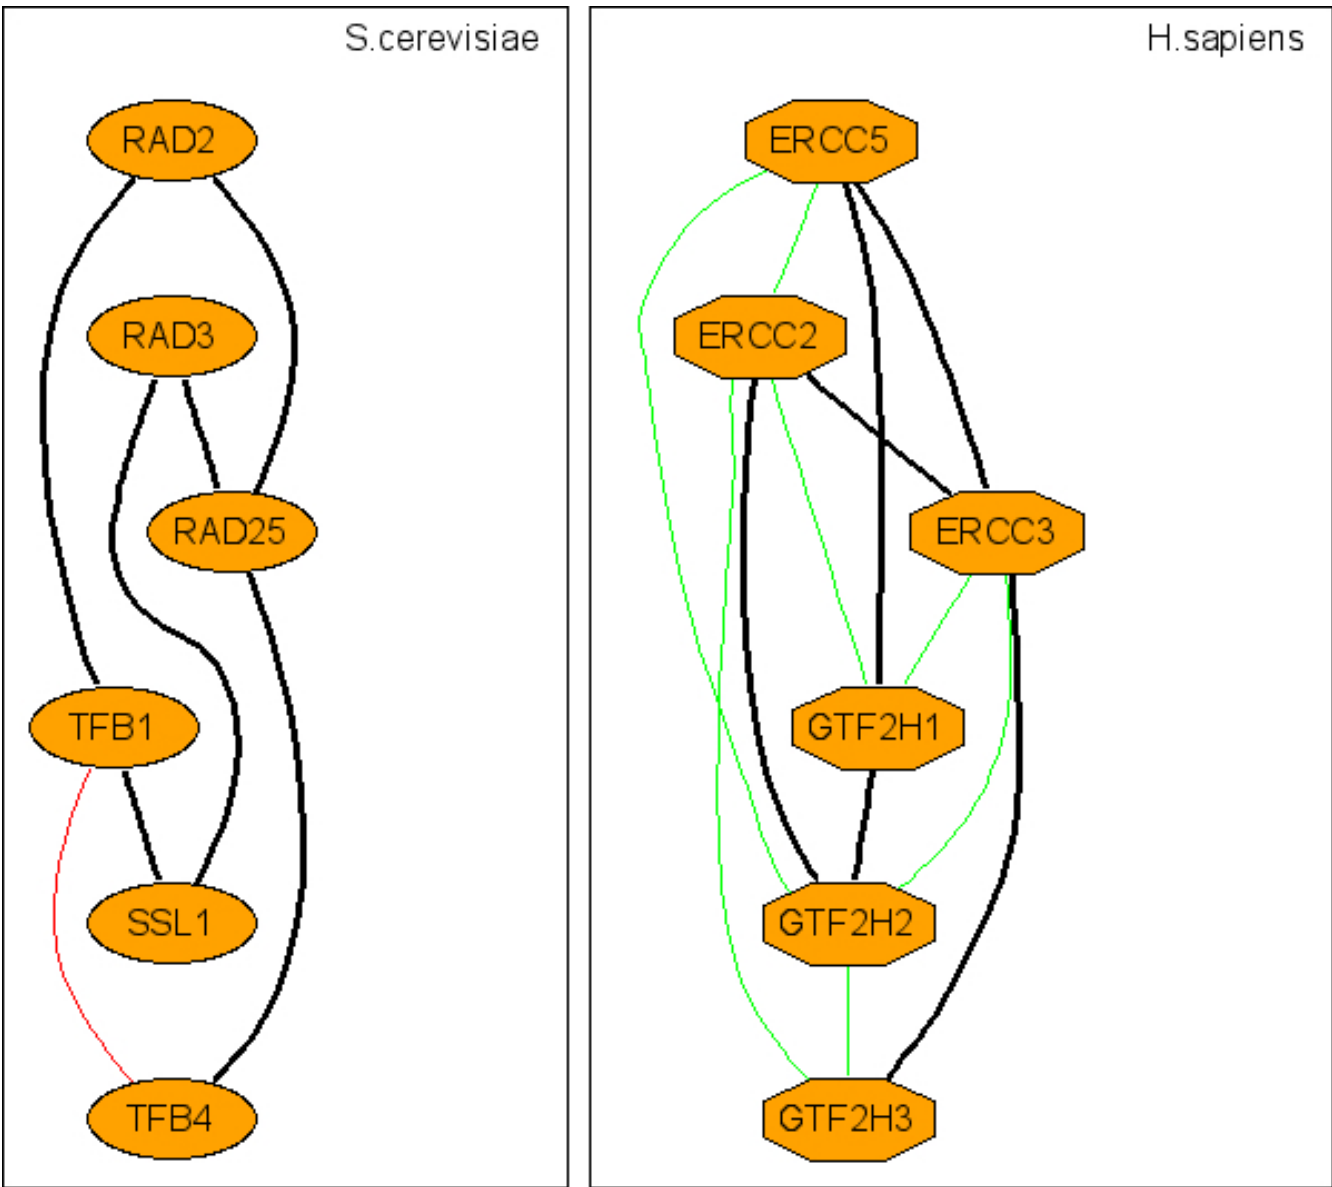 S.cerevisiae
RAD2
RAD3
RAD25
TFB1
SSL1
TFB4
H.sapiens
ERCC5
ERCC2
ERCC3
GTF2H1
GTF2H2
GTF2H3